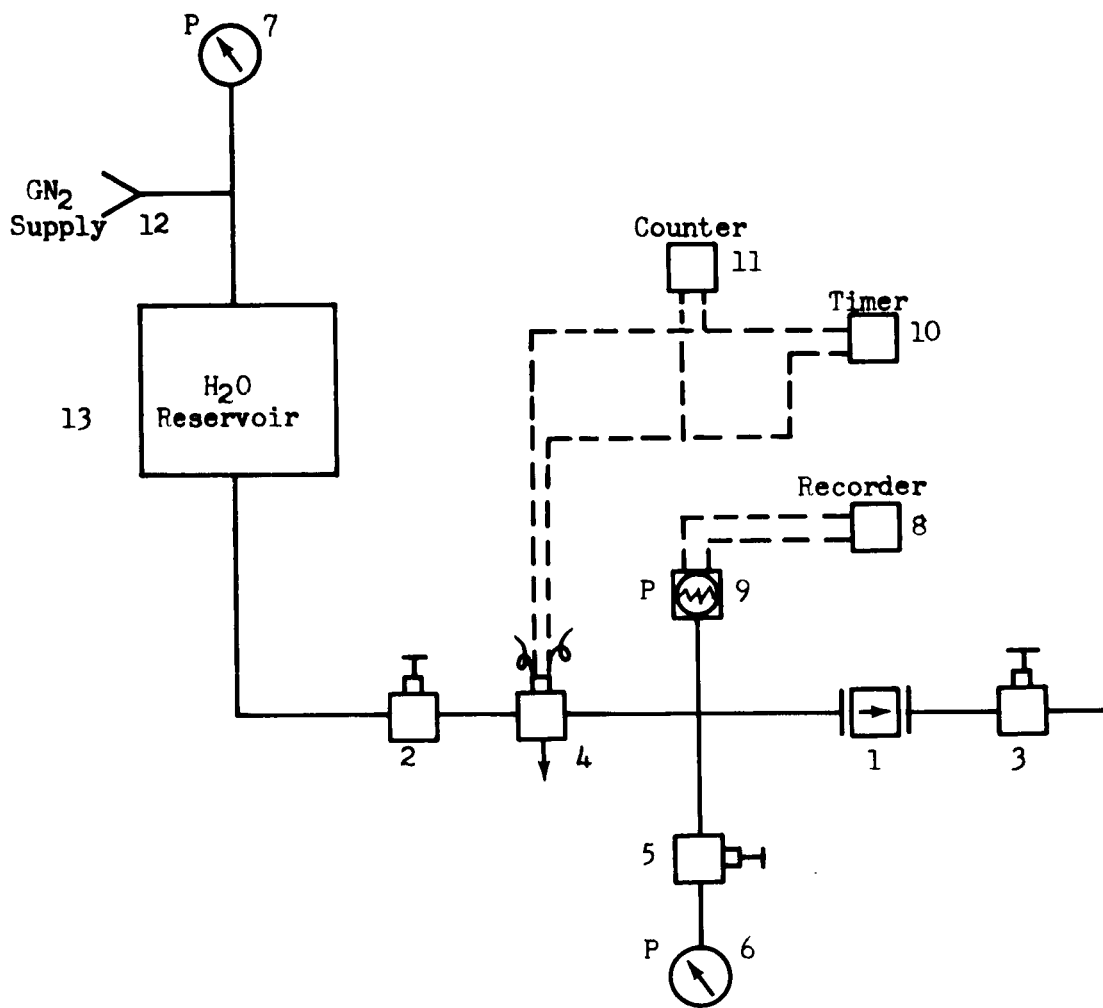 P 7
GN₂
Supply 12
Counter
11
Timer
10
H₂O
Reservoir
13
Recorder
8
P 9
2
4
1
3
5
P 6